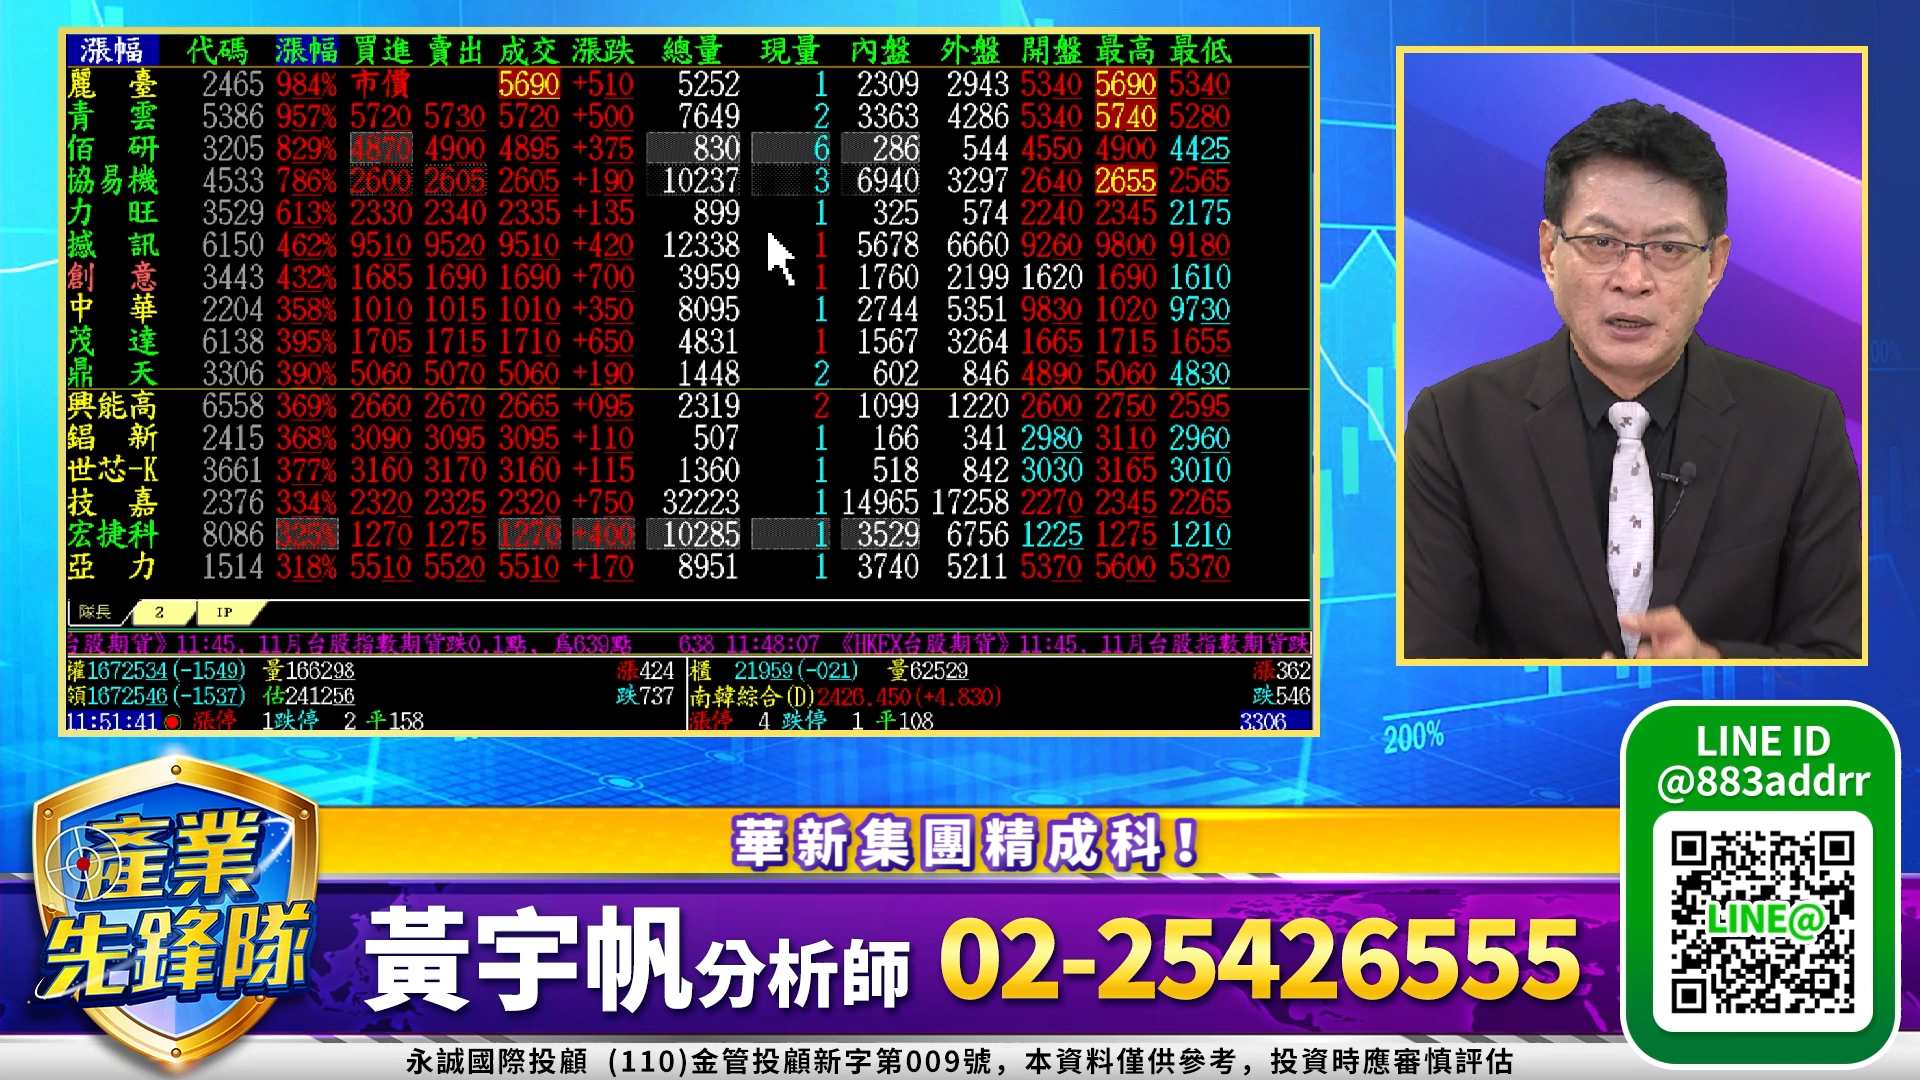 漲幅 代碼 漲幅 買進 賣出 成交 漲跌 總量 現量 內盤 外盤 開盤 最高 最低
麗臺 2465 984% 市價 5690 +510 5252 1 2309 2943 5340 5690 5340
青雲 5386 957% 5720 5730 5720 +500 7649 2 3363 4286 5340 5740 5280
佰研 3205 829% 4870 4900 4895 +375 830 6 286 544 4550 4900 4425
協易機 4533 786% 2600 2605 2605 +190 10237 3 6940 3297 2640 2655 2565
力旺 3529 613% 2330 2340 2335 +135 899 1 325 574 2240 2345 2175
撼訊 6150 462% 9510 9520 9510 +420 12338 1 5678 6660 9260 9800 9180
創意 3443 432% 1685 1690 1690 +700 3959 1 1760 2199 1620 1690 1610
中華 2204 358% 1010 1015 1010 +350 8095 1 2744 5351 9830 1020 9730
茂達 6138 395% 1705 1715 1710 +650 4831 1 1567 3264 1665 1715 1655
鼎天 3306 390% 5060 5070 5060 +190 1448 2 602 846 4890 5060 4830
興能高 6558 369% 2660 2670 2665 +095 2319 2 1099 1220 2600 2750 2595
錩新 2415 368% 3090 3095 3095 +110 507 1 166 341 2980 3110 2960
世芯-K 3661 377% 3160 3170 3160 +115 1360 1 518 842 3030 3165 3010
技嘉 2376 334% 2320 2325 2320 +750 32223 1 14965 17258 2270 2345 2265
宏捷科 8086 325% 1270 1275 1270 +400 10285 1 3529 6756 1225 1275 1210
亞力 1514 318% 5510 5520 5510 +170 8951 1 3740 5211 5370 5600 5370
隊長 2 IP
台股期貨》11:45, 11月台股指數期貨跌0.1點, 為639點 638 11:48:07 《HKEX台股期貨》11:45, 11月台股指數期貨跌
權1672534(-1549) 量166298 漲424 櫃 21959(-021) 量62529 漲362
領1672546(-1537) 估241256 跌737 南韓綜合(D)2426.450(+4.830) 跌546
11:51:41 漲停 1跌停 2 平158 漲停 4 跌停 1 平108 3306
200%
LINE ID
@883addrr
LINE@
產業
先鋒隊
華新集團精成科！
黃宇帆分析師 02-25426555
永誠國際投顧 (110)金管投顧新字第009號，本資料僅供參考，投資時應審慎評估